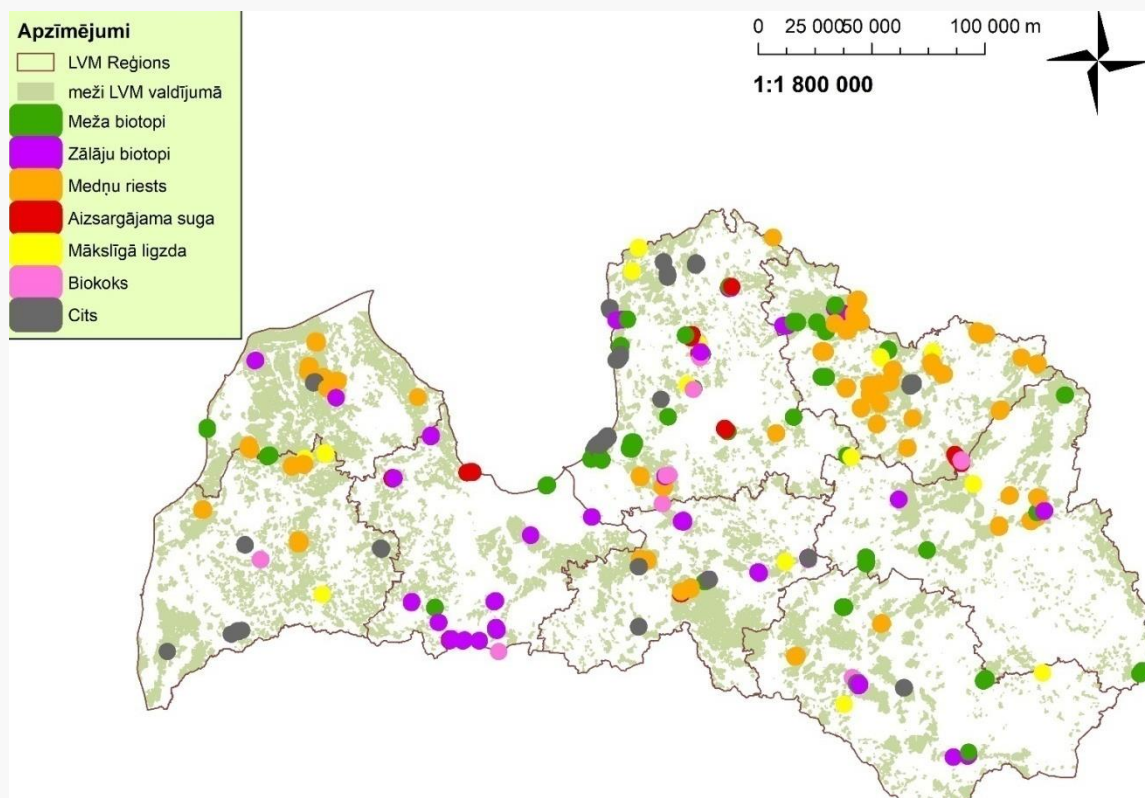 Apzīmējumi
LVM Reģions
meži LVM valdījumā
Meža biotopi
Zālāju biotopi
Medņu riests
Aizsargājama suga
Mākslīgā ligzda
Biokoks
Cits
0 25 000 50 000 100 000 m
1:1 800 000